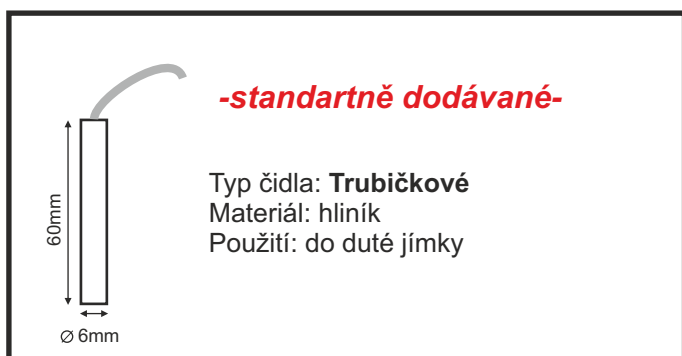 -standartně dodávané-
Typ čidla: Trubičkové
Materiál: hliník
Použití: do duté jímky
60mm
⌀ 6mm